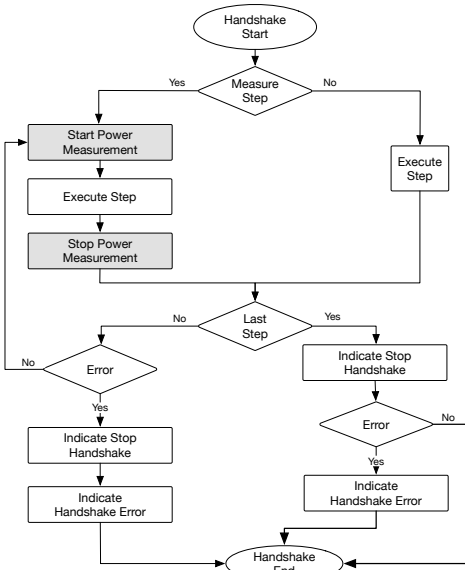 Handshake
Start
Measure
Step
Yes
No
Start Power
Measurement
Execute Step
Execute
Step
Stop Power
Measurement
Last
Step
No
Yes
Indicate Stop
Handshake
Error
No
Yes
Error
No
Yes
Indicate Stop
Handshake
Indicate
Handshake Error
Indicate
Handshake Error
Handshake
End